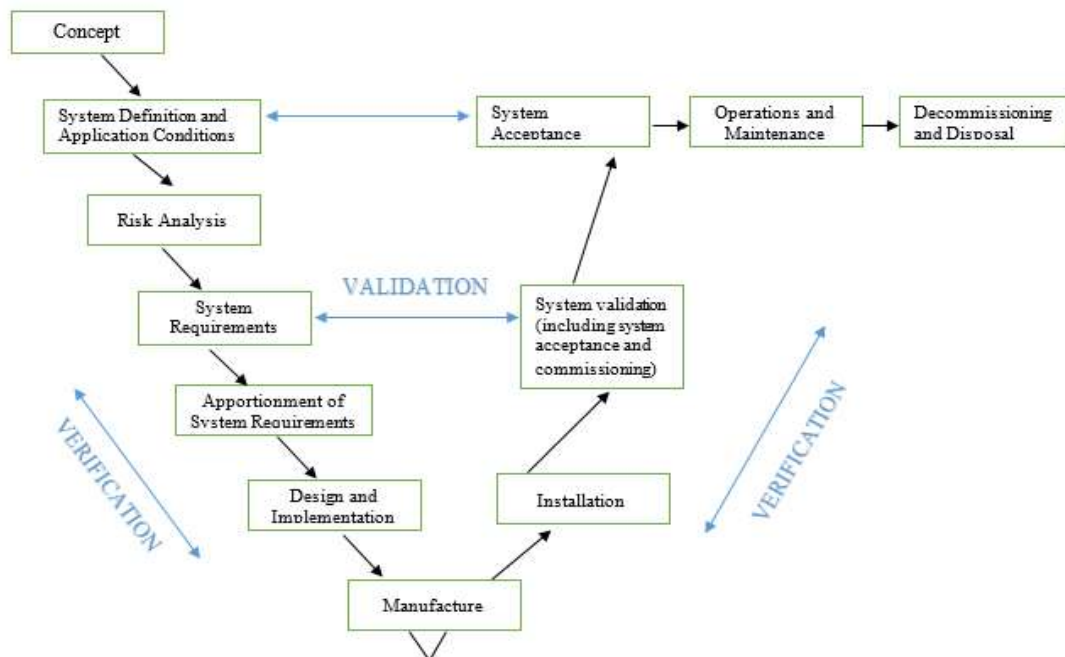 Concept
System Definition and
Application Conditions
System
Acceptance
Operations and
Maintenance
Decommissioning
and Disposal
Risk Analysis
VALIDATION
System
Requirements
System validation
(including system
acceptance and
commissioning)
Apportionment of
System Requirements
VERIFICATION
VERIFICATION
Design and
Implementation
Installation
Manufacture